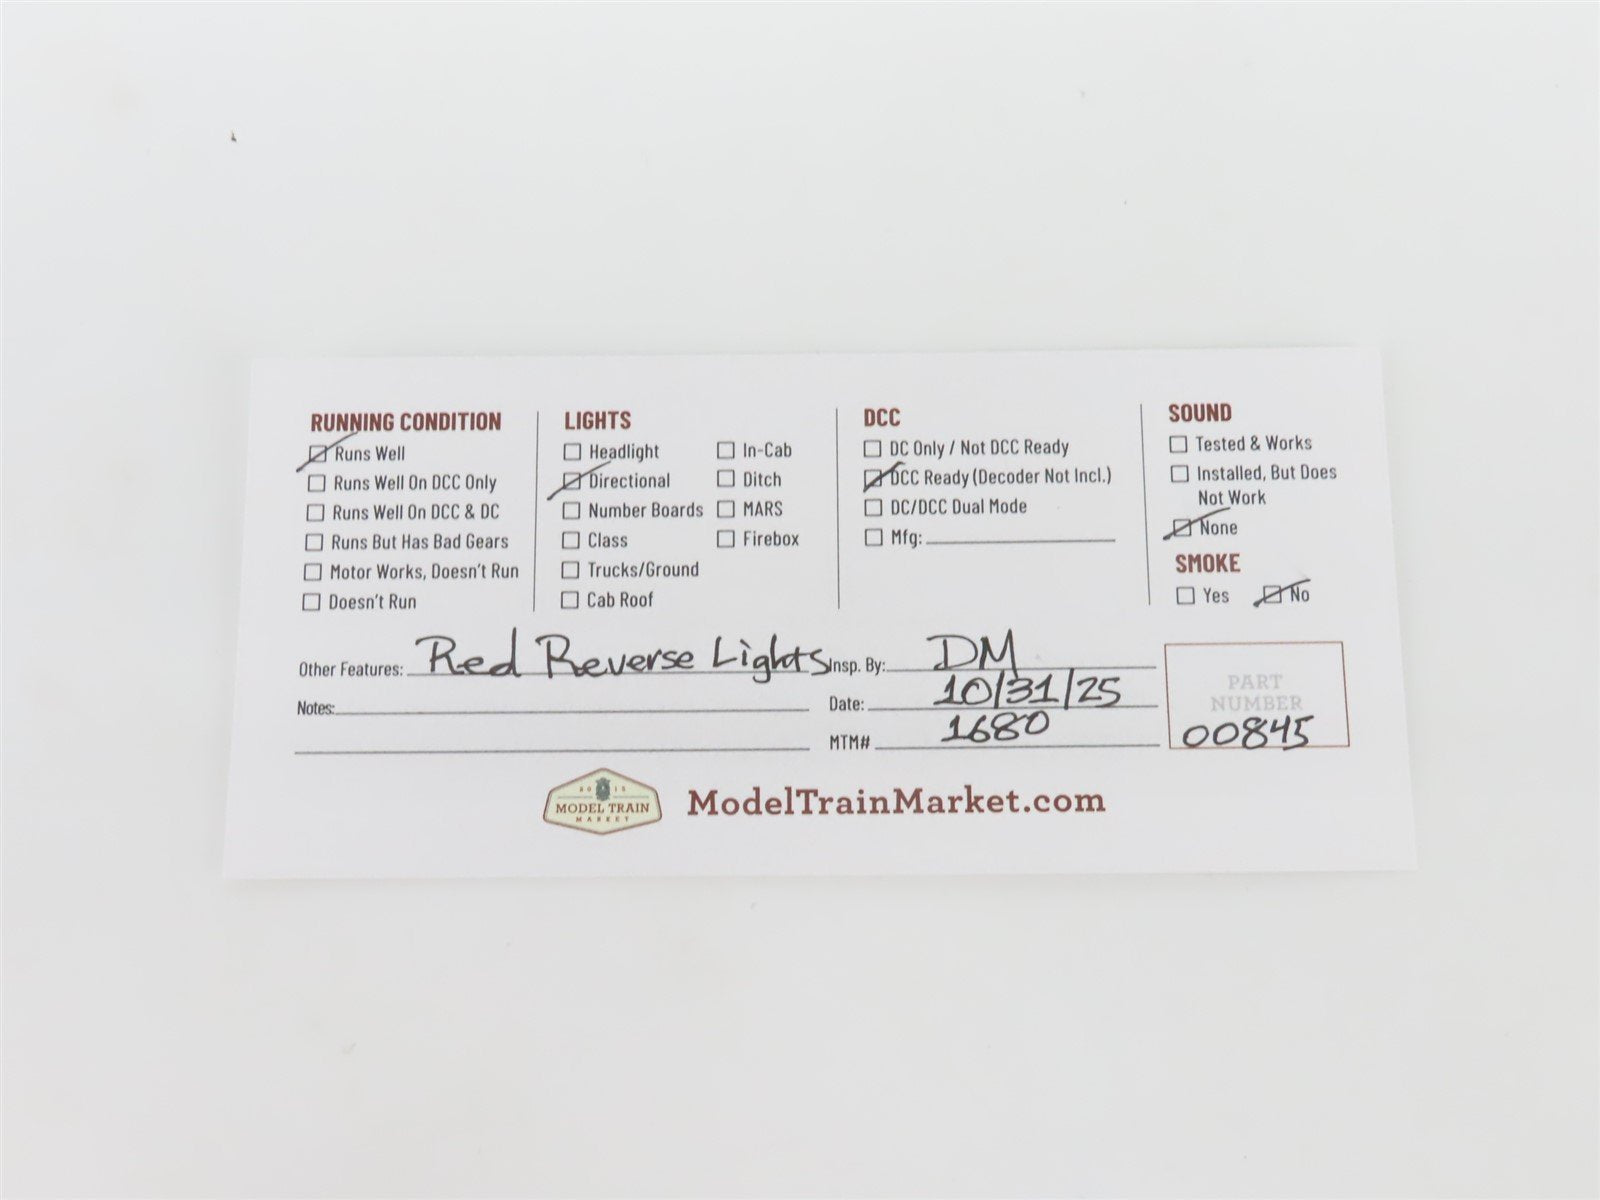 RUNNING CONDITION
Runs Well
Runs Well On DCC Only
Runs Well On DCC & DC
Runs But Has Bad Gears
Motor Works, Doesn't Run
Doesn't Run
LIGHTS
Headlight
Directional
Number Boards
Class
Trucks/Ground
Cab Roof
In-Cab
Ditch
MARS
Firebox
DCC
DC Only / Not DCC Ready
DCC Ready (Decoder Not Incl.)
DC/DCC Dual Mode
Mfg:
SOUND
Tested & Works
Installed, But Does
Not Work
None
SMOKE
Yes No
Other Features: Red Reverse Lights
Notes:
Insp. By: DM
Date: 10/31/25
MTM# 1680
PART
NUMBER
00845
2015
MODEL TRAIN
MARKET
ModelTrainMarket.com